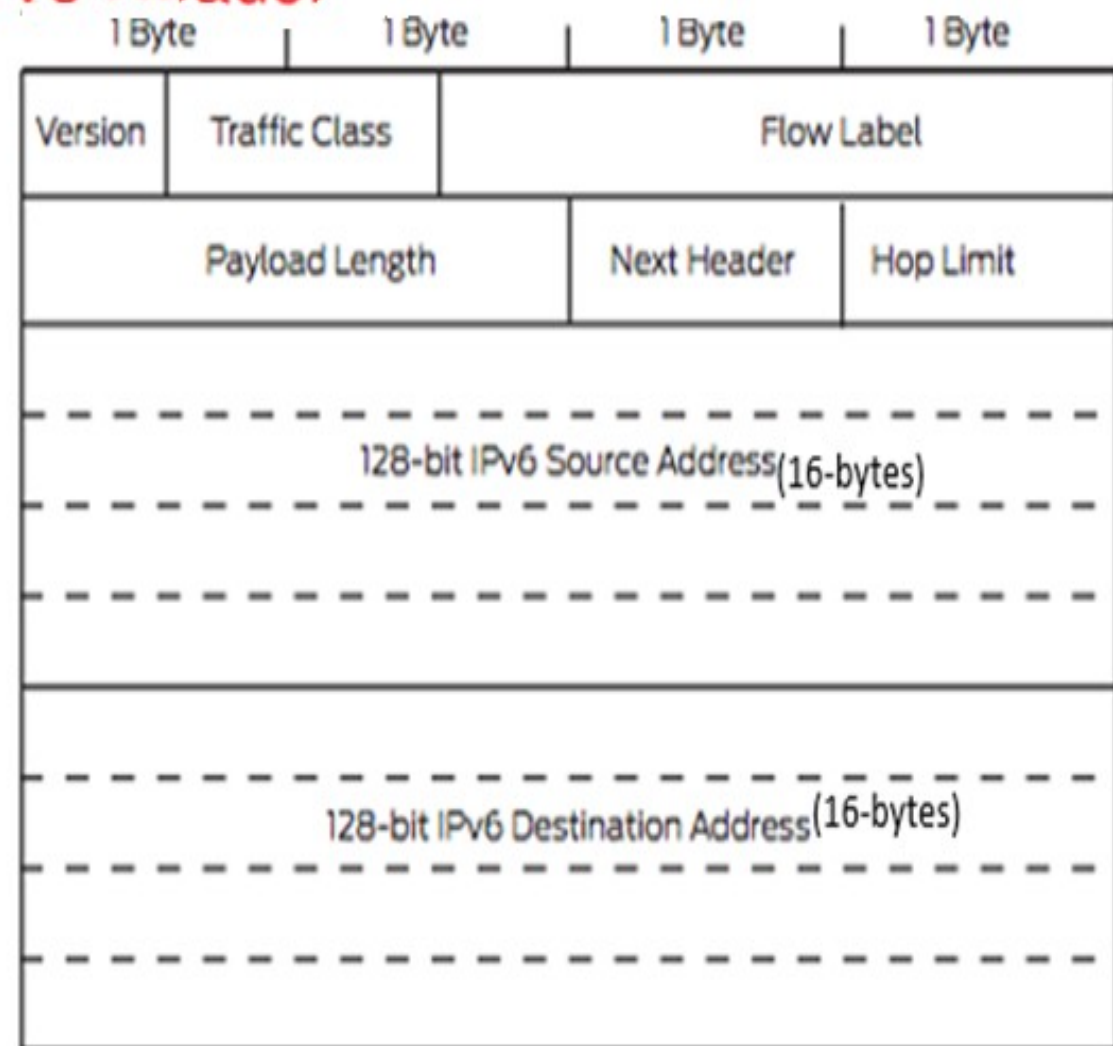 1 Byte 1 Byte 1 Byte 1 Byte
Version Traffic Class Flow Label
Payload Length Next Header Hop Limit
128-bit IPv6 Source Address (16-bytes)
128-bit IPv6 Destination Address (16-bytes)